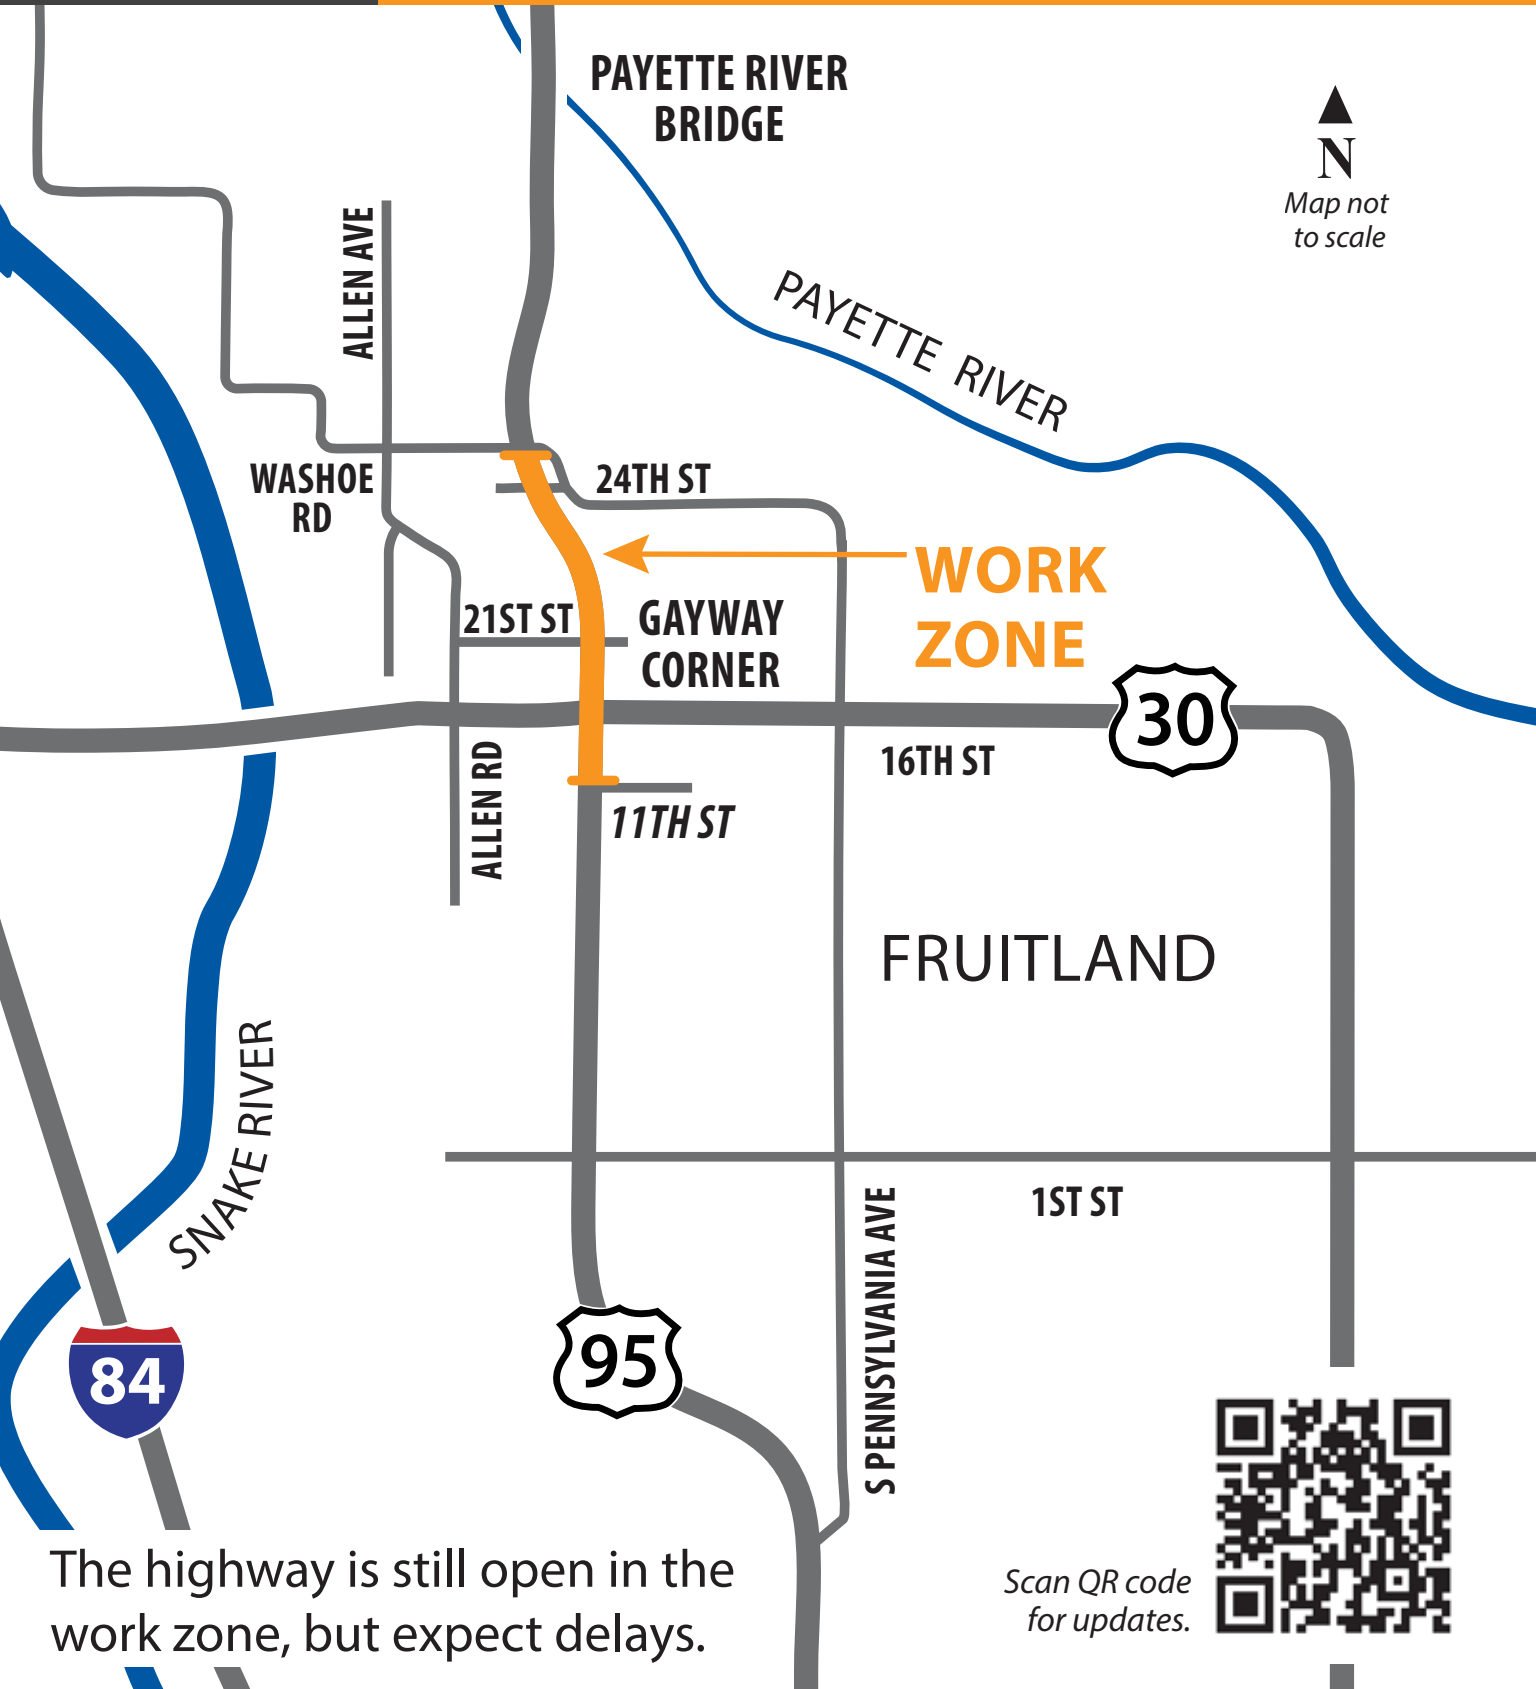 PAYETTE RIVER
BRIDGE
N
Map not
to scale
ALLEN AVE
PAYETTE RIVER
WASHOE
RD
24TH ST
WORK
ZONE
21ST ST
GAYWAY
CORNER
30
16TH ST
ALLEN RD
11TH ST
FRUITLAND
SNAKE RIVER
1ST ST
S PENNSYLVANIA AVE
95
84
The highway is still open in the
work zone, but expect delays.
Scan QR code
for updates.